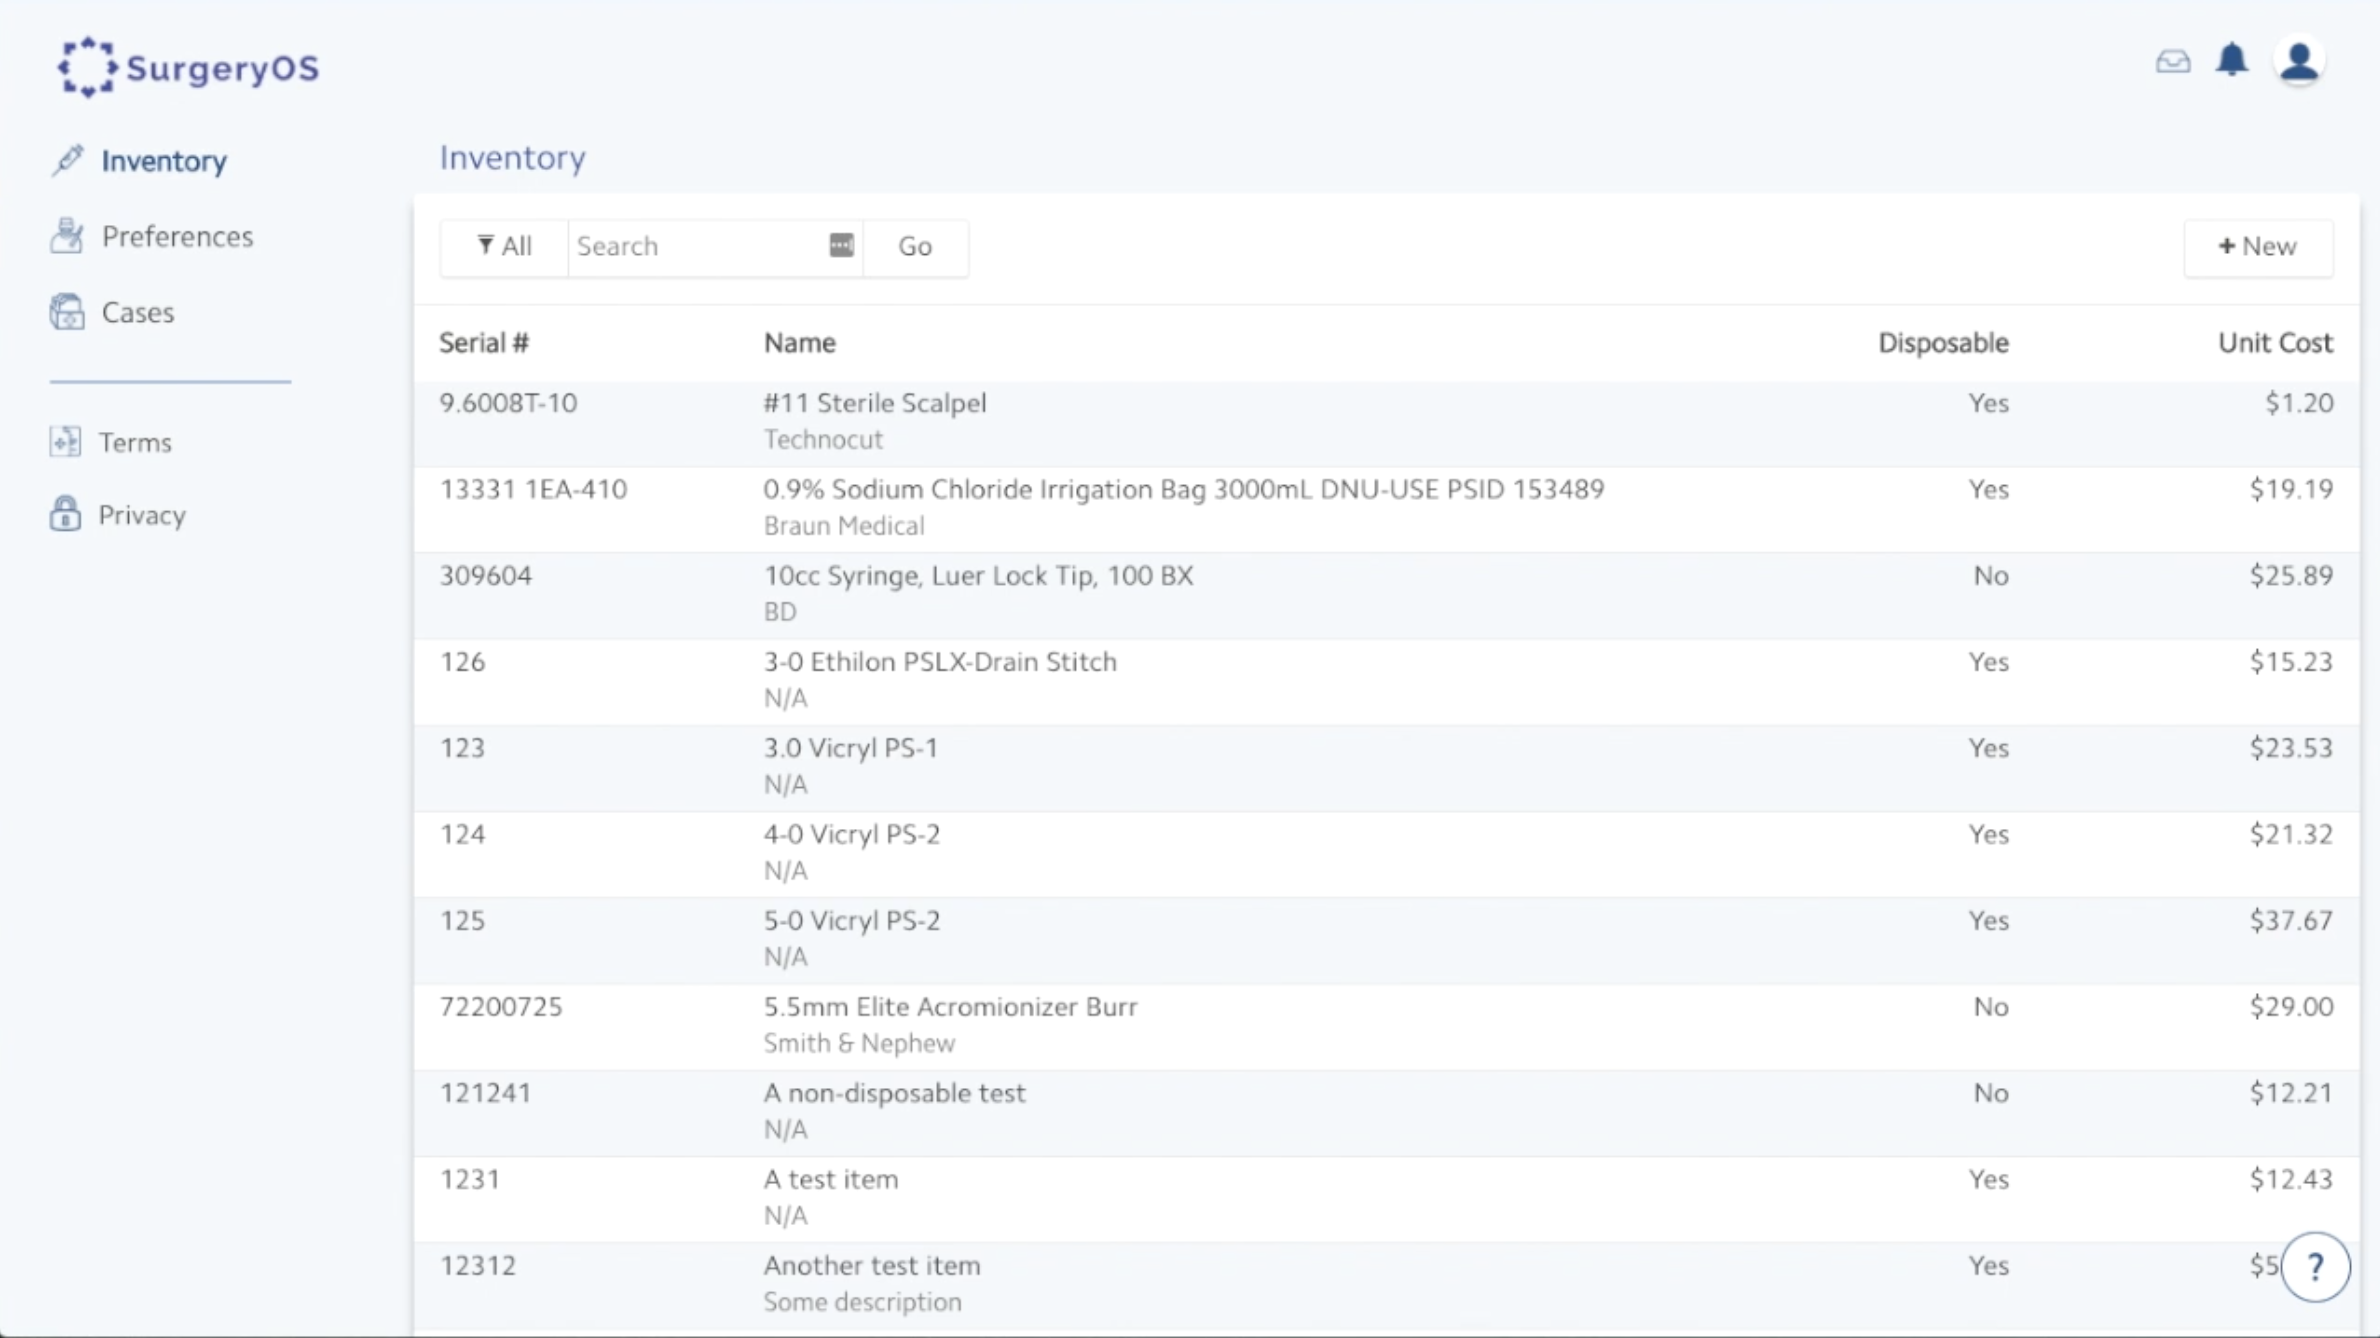 SurgeryOS
Inventory
Preferences
Cases
Terms
Privacy
Inventory
All Search Go + New
Serial # Name Disposable Unit Cost
9.6008T-10 #11 Sterile Scalpel Yes $1.20
Technocut
13331 1EA-410 0.9% Sodium Chloride Irrigation Bag 3000mL DNU-USE PSID 153489 Yes $19.19
Braun Medical
309604 10cc Syringe, Luer Lock Tip, 100 BX No $25.89
BD
126 3-0 Ethilon PSLX-Drain Stitch Yes $15.23
N/A
123 3.0 Vicryl PS-1 Yes $23.53
N/A
124 4-0 Vicryl PS-2 Yes $21.32
N/A
125 5-0 Vicryl PS-2 Yes $37.67
N/A
72200725 5.5mm Elite Acromionizer Burr No $29.00
Smith & Nephew
121241 A non-disposable test No $12.21
N/A
1231 A test item Yes $12.43
N/A
12312 Another test item Yes $5 ?
Some description